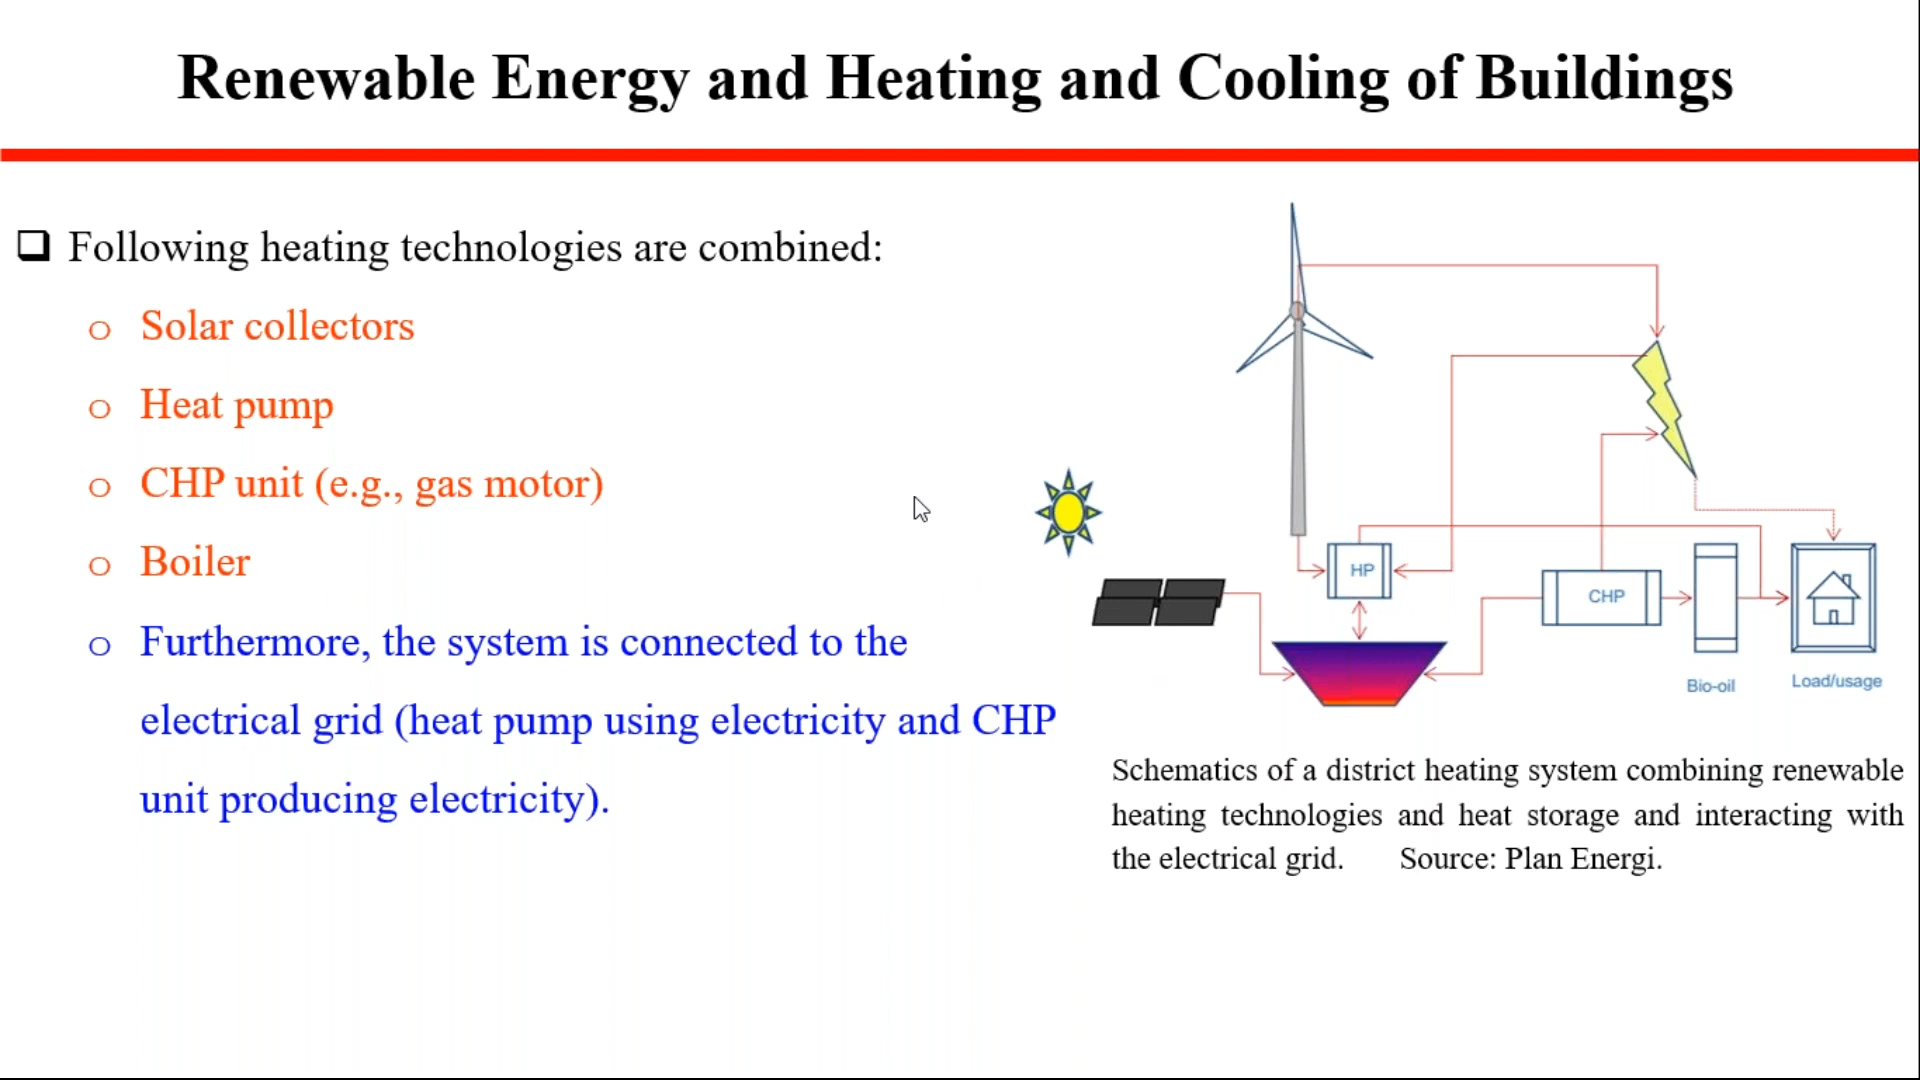 Renewable Energy and Heating and Cooling of Buildings
❑ Following heating technologies are combined:
o Solar collectors
o Heat pump
o CHP unit (e.g., gas motor)
o Boiler
o Furthermore, the system is connected to the
electrical grid (heat pump using electricity and CHP
unit producing electricity).
HP
CHP
Bio-oil
Load/usage
Schematics of a district heating system combining renewable
heating technologies and heat storage and interacting with
the electrical grid. Source: Plan Energi.